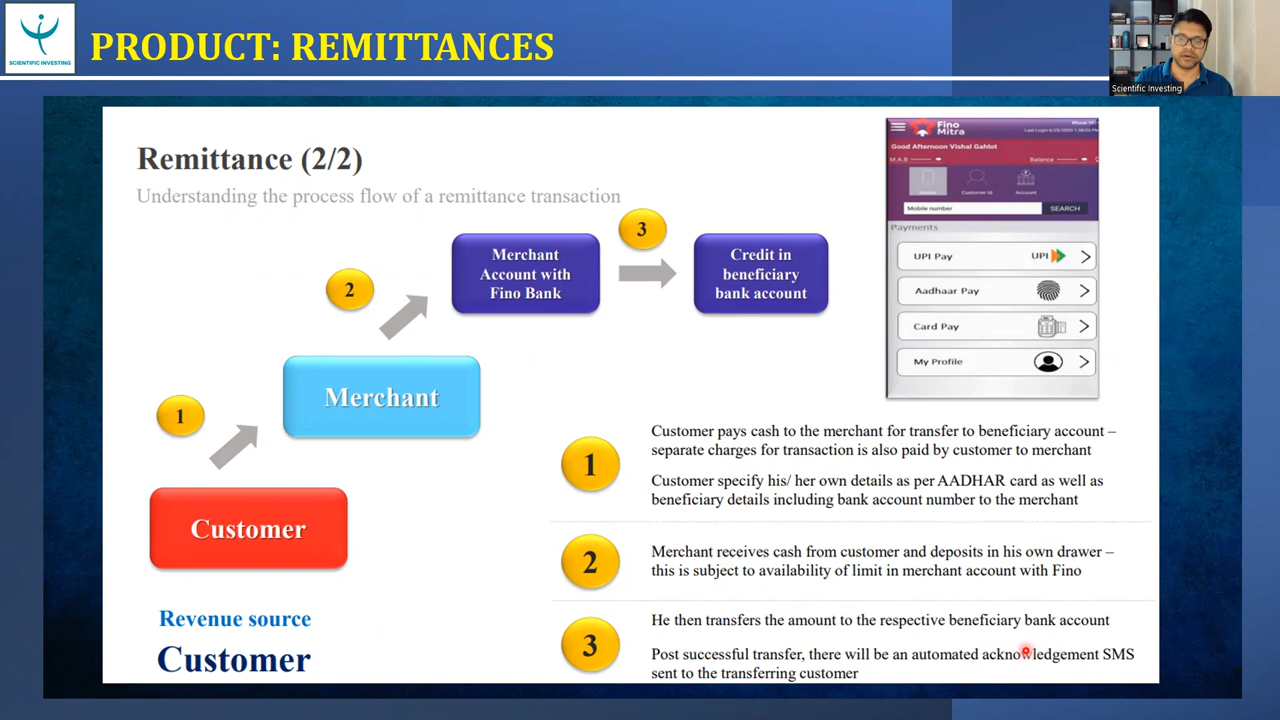 SCIENTIFIC INVESTING
PRODUCT: REMITTANCES
Scientific Investing
Remittance (2/2)
Understanding the process flow of a remittance transaction
1
2
3
Customer
Merchant
Merchant
Account with
Fino Bank
Credit in
beneficiary
bank account
Revenue source
Customer
Fino
Mitra
Good Afternoon Vishal Gahlot
M.A.B
Balance
Customer Id
Account
Mobile number
SEARCH
Payments
UPI Pay
UPI
Aadhaar Pay
Card Pay
My Profile
1
Customer pays cash to the merchant for transfer to beneficiary account –
separate charges for transaction is also paid by customer to merchant
Customer specify his/ her own details as per AADHAR card as well as
beneficiary details including bank account number to the merchant
2
Merchant receives cash from customer and deposits in his own drawer –
this is subject to availability of limit in merchant account with Fino
3
He then transfers the amount to the respective beneficiary bank account
Post successful transfer, there will be an automated acknowledgement SMS
sent to the transferring customer